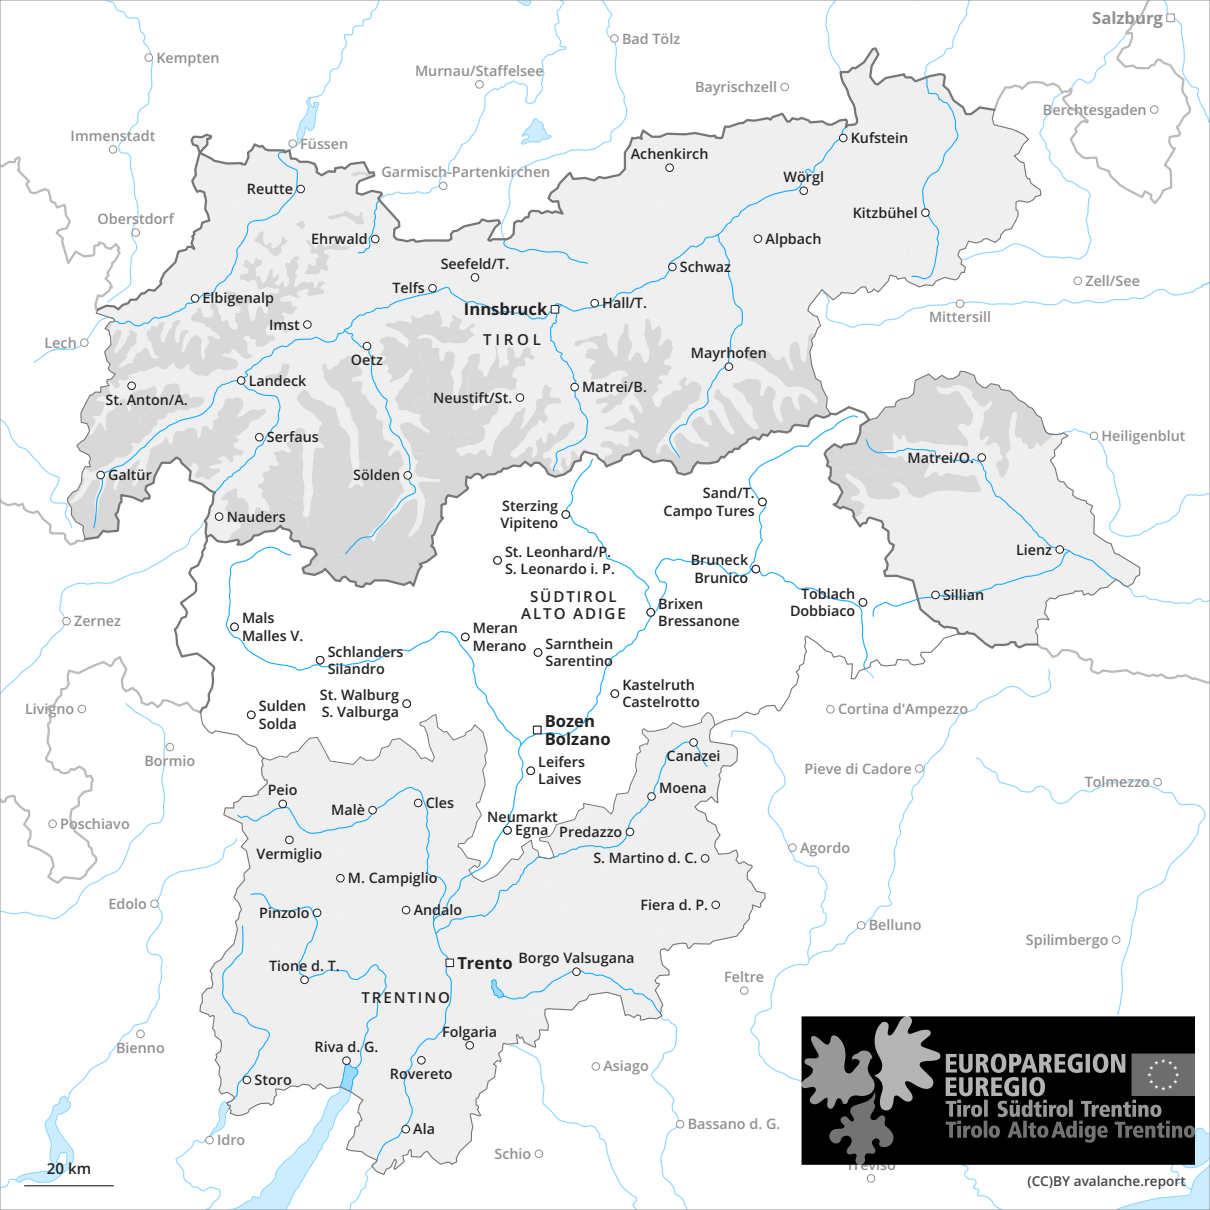 Salzburg
Bad Tölz
Kempten
Murnau/Staffelsee
Bayrischzell
Berchtesgaden
Immenstadt
Füssen
Kufstein
Achenkirch
Garmisch-Partenkirchen
Wörgl
Reutte
Oberstdorf
Kitzbühel
Ehrwald
Alpbach
Seefeld/T.
Schwaz
Zell/See
Telfs
Elbigenalp
Innsbruck
Hall/T.
Mittersill
Imst
TIROL
Lech
Oetz
Mayrhofen
Landeck
Matrei/B.
St. Anton/A.
Neustift/St.
Serfaus
Heiligenblut
Matrei/O.
Galtür
Sölden
Sand/T.
Campo Tures
Sterzing
Vipiteno
Nauders
St. Leonhard/P.
S. Leonardo i. P.
Bruneck
Brunico
Lienz
SÜDTIROL
ALTO ADIGE
Toblach
Dobbiaco
Sillian
Brixen
Bressanone
Zernez
Mals
Malles V.
Meran
Merano
Sarnthein
Sarentino
Schlanders
Silandro
Kastelruth
Castelrotto
St. Walburg
S. Valburga
Sulden
Solda
Livigno
Cortina d'Ampezzo
Bozen
Bolzano
Bormio
Canazei
Leifers
Laives
Pieve di Cadore
Tolmezzo
Peio
Moena
Malè
Cles
Neumarkt
Egna
Predazzo
Poschiavo
Vermiglio
Agordo
S. Martino d. C.
M. Campiglio
Edolo
Pinzolo
Andalo
Fiera d. P.
Belluno
Spilimbergo
Trento
Borgo Valsugana
Tione d. T.
Feltre
TRENTINO
Folgaria
Bienno
Riva d. G.
Asiago
Rovereto
Storo
EUROPAREGION
EUREGIO
Tirol Südtirol Trentino
Tirolo Alto Adige Trentino
Bassano d. G.
Ala
Idro
Schio
Treviso
20 km
(CC)BY avalanche.report